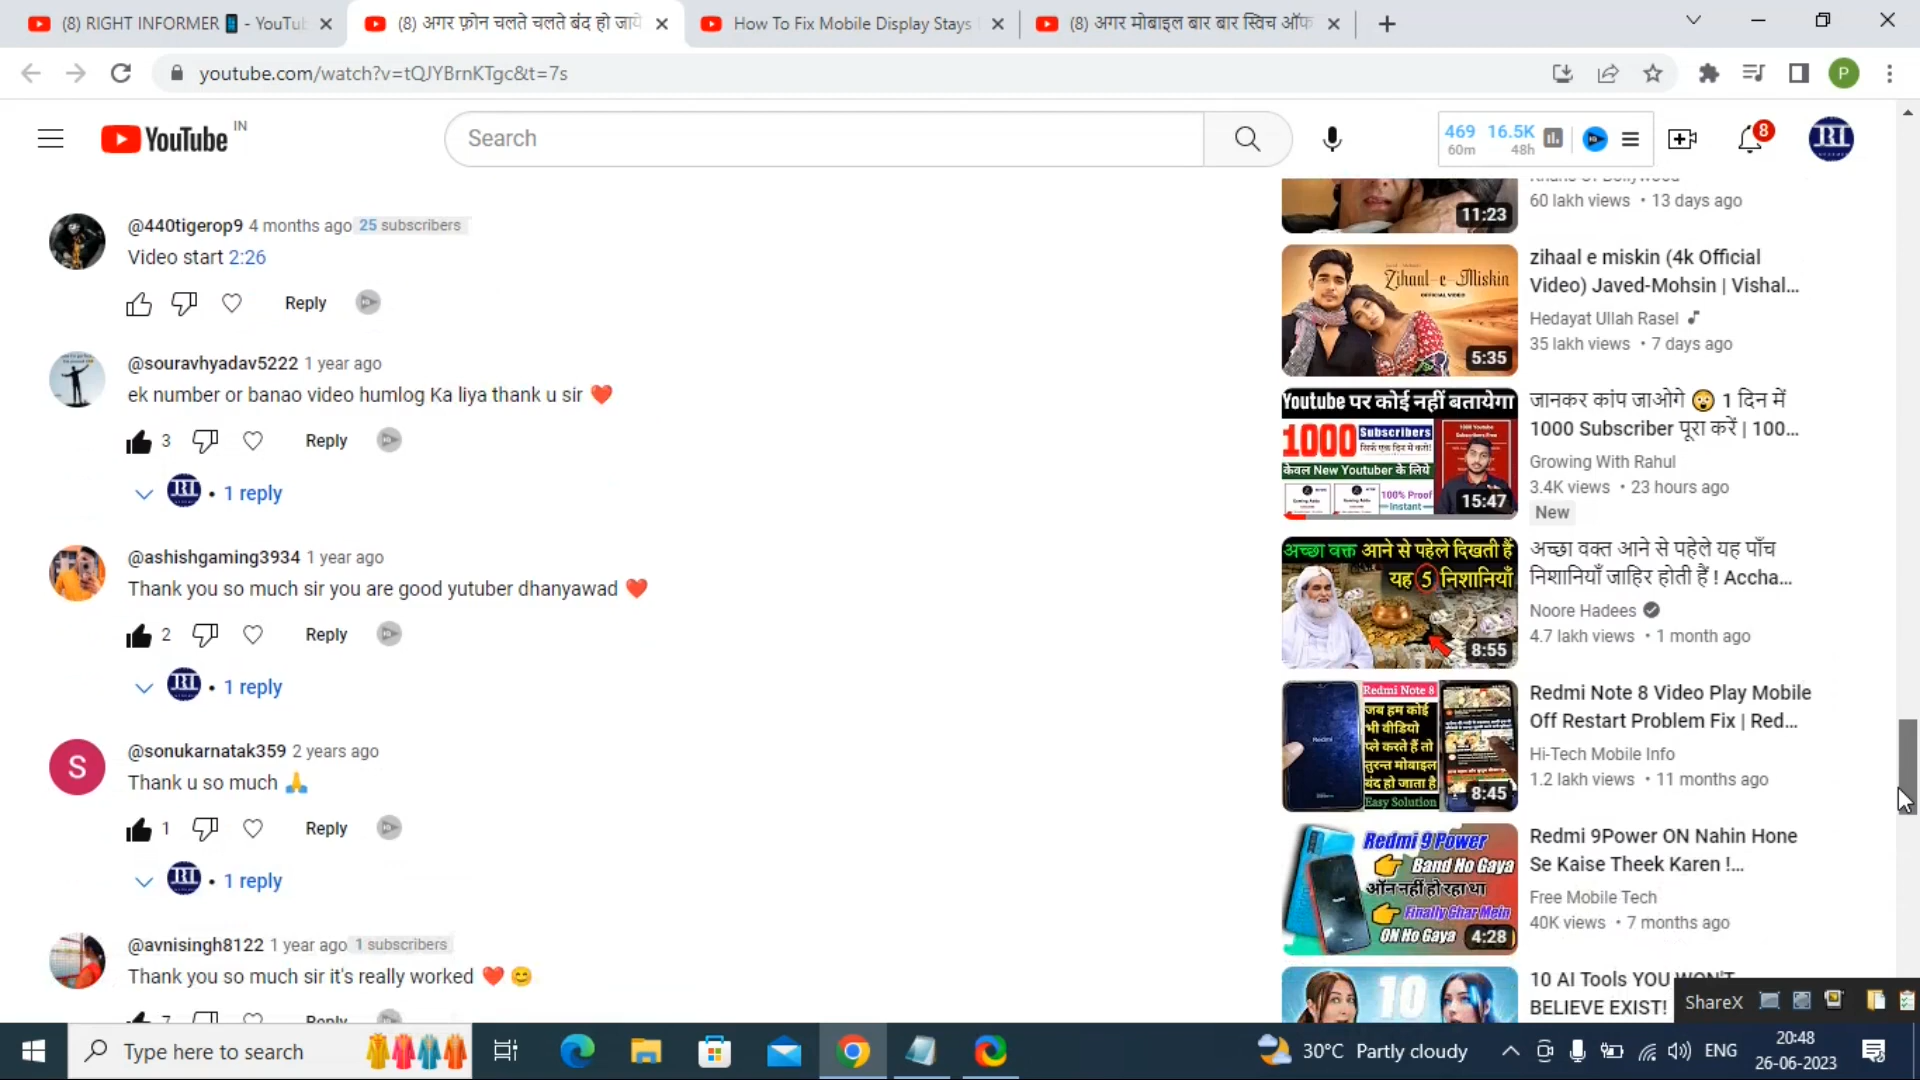 (8) RIGHT INFORMER - YouTub
(8) अगर फ़ोन चलते चलते बंद हो जाये
How To Fix Mobile Display Stays
(8) अगर मोबाइल बार बार स्विच ऑफ
youtube.com/watch?v=tQJYBrnKTgc&t=7s
P
YouTube IN
Search
469 16.5K
60m 48h
8
@440tigerop9 4 months ago 25 subscribers
Video start 2:26
Reply
@souravhyadav5222 1 year ago
ek number or banao video humlog Ka liya thank u sir ❤️
3 Reply
• 1 reply
@ashishgaming3934 1 year ago
Thank you so much sir you are good yutuber dhanyawad ❤️
2 Reply
• 1 reply
S
@sonukarnatak359 2 years ago
Thank u so much 🙏
1 Reply
• 1 reply
@avnisingh8122 1 year ago 1 subscribers
Thank you so much sir it's really worked ❤️ 😊
7 Reply
11:23
60 lakh views • 13 days ago
Zihaal-e-Miskin
OFFICIAL VIDEO
5:35
zihaal e miskin (4k Official
Video) Javed-Mohsin | Vishal...
Hedayat Ullah Rasel
35 lakh views • 7 days ago
Youtube पर कोई नहीं बतायेगा
1000 Subscribers
सिर्फ एक दिन में करो!
केवल New Youtuber के लिये
100% Proof
Instant
15:47
जानकर कांप जाओगे 😲 1 दिन में
1000 Subscriber पूरा करें | 100...
Growing With Rahul
3.4K views • 23 hours ago
New
अच्छा वक्त आने से पहेले दिखती हैं
यह 5 निशानियाँ
8:55
अच्छा वक्त आने से पहेले यह पाँच
निशानियाँ जाहिर होती हैं ! Accha...
Noore Hadees
4.7 lakh views • 1 month ago
Redmi Note 8
जब हम कोई
भी वीडियो
प्ले करते हैं तो
तुरन्त मोबाइल
बंद हो जाता है
Easy Solution
Redmi
8:45
Redmi Note 8 Video Play Mobile
Off Restart Problem Fix | Red...
Hi-Tech Mobile Info
1.2 lakh views • 11 months ago
Redmi 9 Power
Band Ho Gaya
ऑन नहीं हो रहा था
Finally Ghar Mein
ON Ho Gaya
4:28
Redmi 9Power ON Nahin Hone
Se Kaise Theek Karen !...
Free Mobile Tech
40K views • 7 months ago
10
10 AI Tools YOU WON'T
BELIEVE EXIST!
ShareX
Type here to search
30°C Partly cloudy
ENG
20:48
26-06-2023